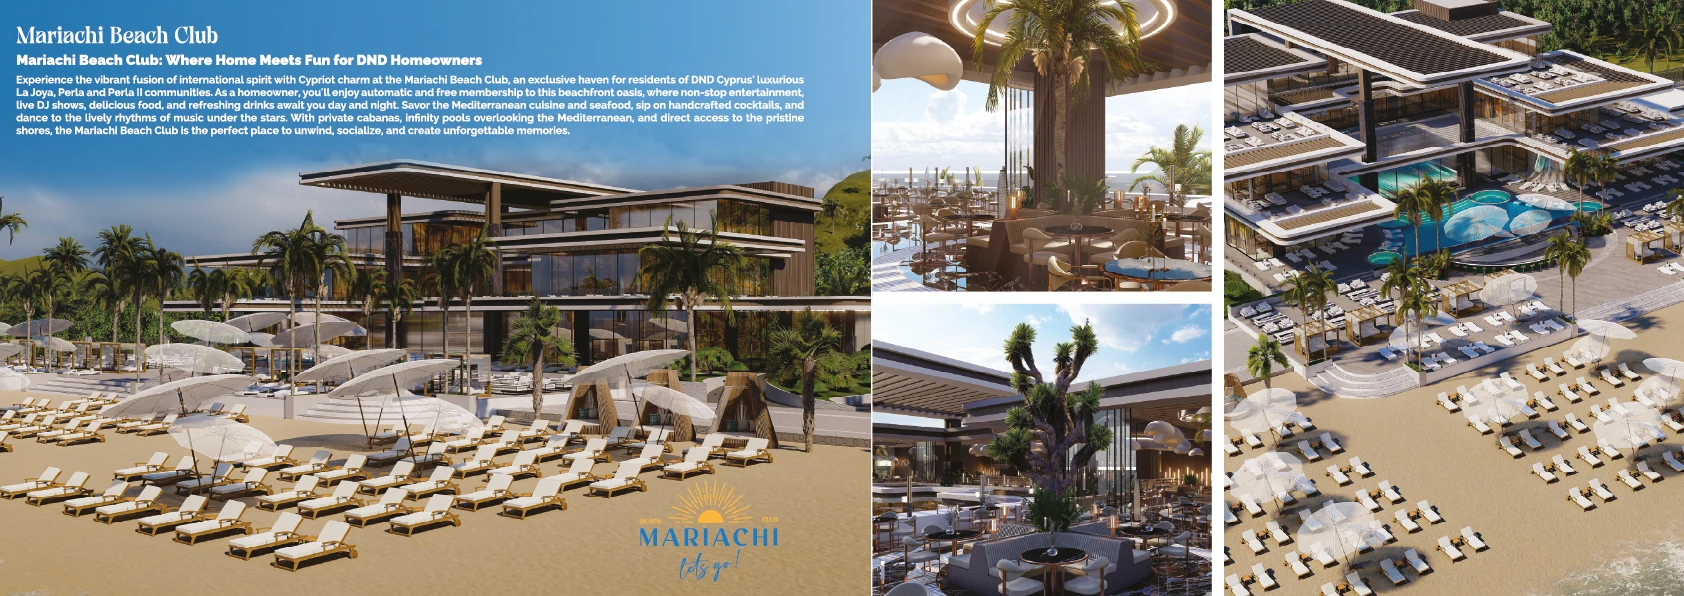 Mariachi Beach Club
Mariachi Beach Club: Where Home Meets Fun for DND Homeowners
Experience the vibrant fusion of international spirit with Cypriot charm at the Mariachi Beach Club, an exclusive haven for residents of DND Cyprus' luxurious
La Joya, Perla and Perla II communities. As a homeowner, you'll enjoy automatic and free membership to this beachfront oasis, where non-stop entertainment,
live DJ shows, delicious food, and refreshing drinks await you day and night. Savor the Mediterranean cuisine and seafood, sip on handcrafted cocktails, and
dance to the lively rhythms of music under the stars. With private cabanas, infinity pools overlooking the Mediterranean, and direct access to the pristine
shores, the Mariachi Beach Club is the perfect place to unwind, socialize, and create unforgettable memories.
BEACH CLUB
MARIACHI
let's go!